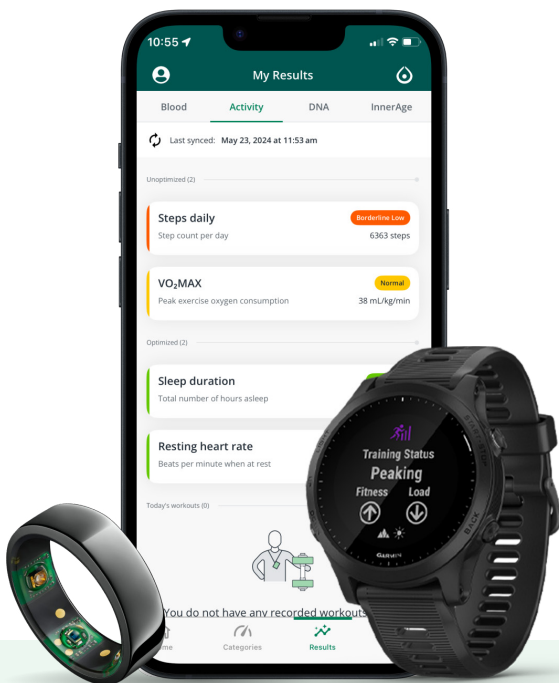 10:55
My Results
Blood Activity DNA InnerAge
Last synced: May 23, 2024 at 11:53 am
Unoptimized (2)
Steps daily
Borderline Low
Step count per day
6363 steps
VO₂MAX
Normal
Peak exercise oxygen consumption
38 mL/kg/min
Optimized (2)
Sleep duration
Total number of hours asleep
Resting heart rate
Beats per minute when at rest
Today's workouts (0)
You do not have any recorded workouts
Categories Results
START STOP
Training Status
Peaking
Fitness Load
GARMIN
BACK